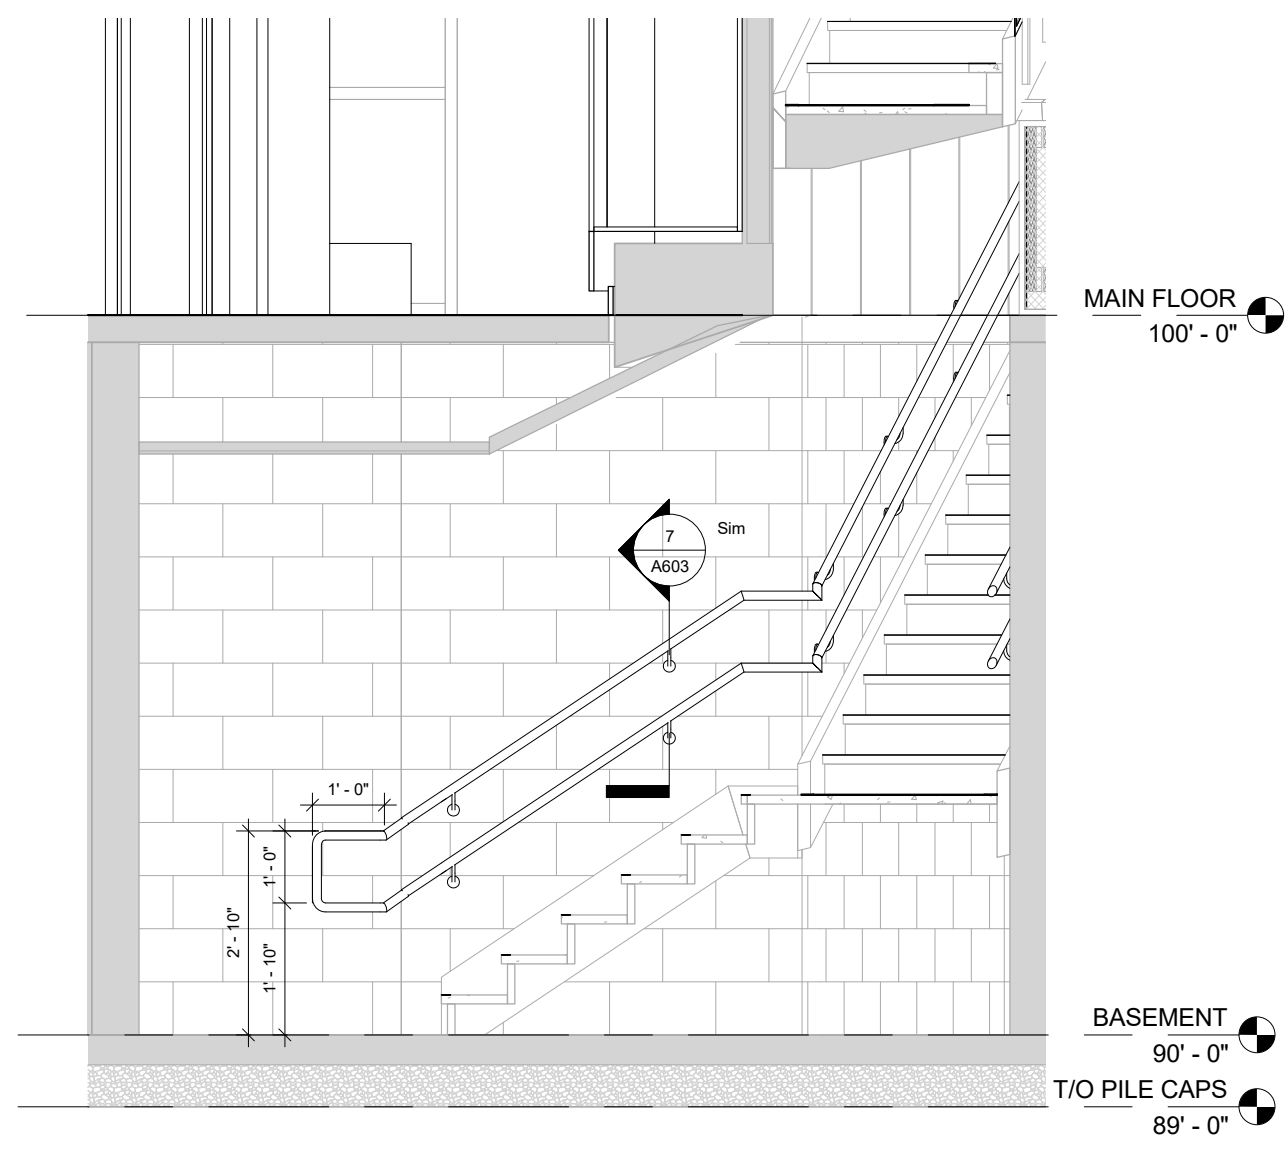 MAIN FLOOR
100' - 0"
7
Sim
A603
1' - 0"
1' - 0"
2' - 10"
1' - 10"
BASEMENT
90' - 0"
T/O PILE CAPS
89' - 0"